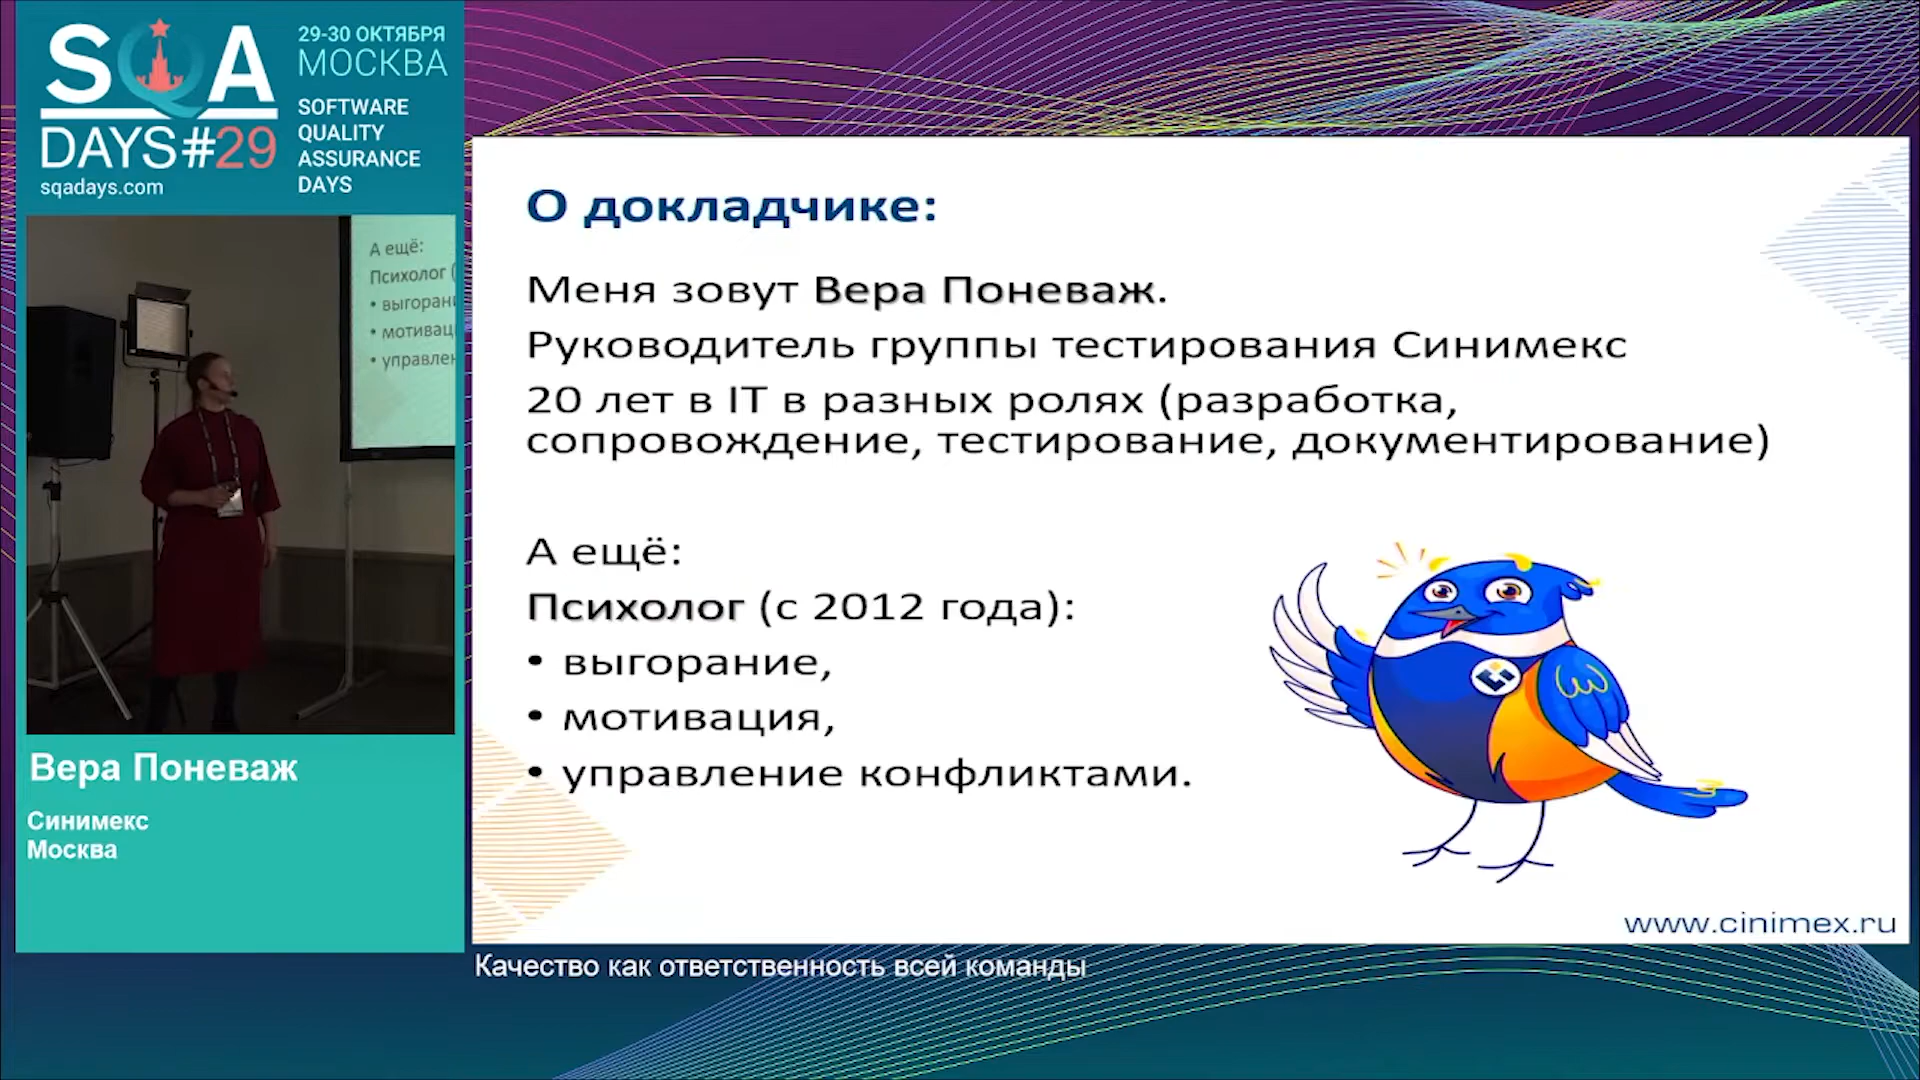 SQA
DAYS#29
sqadays.com
29-30 ОКТЯБРЯ
МОСКВА
SOFTWARE
QUALITY
ASSURANCE
DAYS
А ещё:
Психолог (
• выгорани
• мотивац
• управлен
Вера Поневаж
Синимекс
Москва
О докладчике:
Меня зовут Вера Поневаж.
Руководитель группы тестирования Синимекс
20 лет в IT в разных ролях (разработка,
сопровождение, тестирование, документирование)
А ещё:
Психолог (с 2012 года):
• выгорание,
• мотивация,
• управление конфликтами.
www.cinimex.ru
Качество как ответственность всей команды